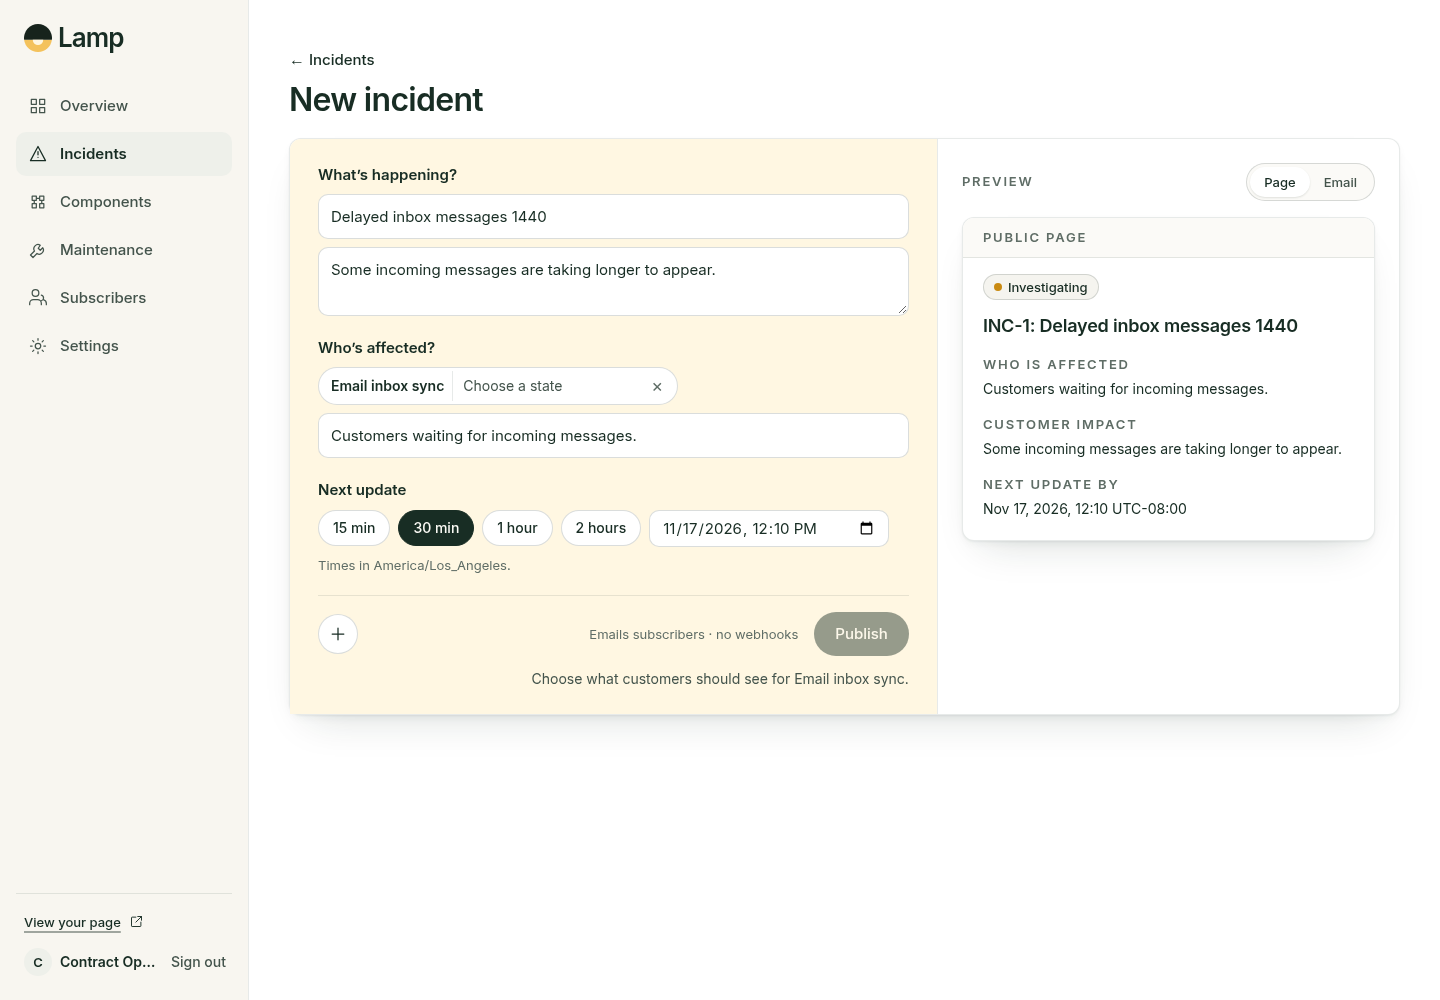 Lamp
Overview
Incidents
Components
Maintenance
Subscribers
Settings
View your page
C Contract Op... Sign out
← Incidents
New incident
What's happening?
Delayed inbox messages 1440
Some incoming messages are taking longer to appear.
Who's affected?
Email inbox sync Choose a state ×
Customers waiting for incoming messages.
Next update
15 min 30 min 1 hour 2 hours 11/17/2026, 12:10 PM
Times in America/Los_Angeles.
Emails subscribers · no webhooks Publish
Choose what customers should see for Email inbox sync.
PREVIEW Page Email
PUBLIC PAGE
Investigating
INC-1: Delayed inbox messages 1440
WHO IS AFFECTED
Customers waiting for incoming messages.
CUSTOMER IMPACT
Some incoming messages are taking longer to appear.
NEXT UPDATE BY
Nov 17, 2026, 12:10 UTC-08:00